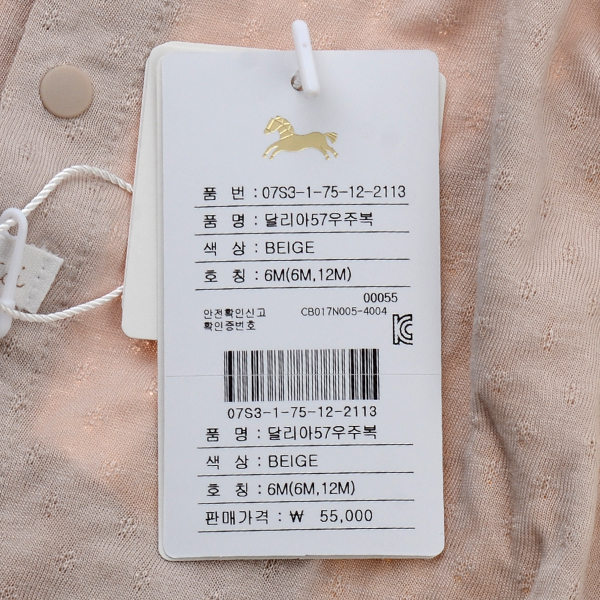 품 번 : 07S3-1-75-12-2113
품 명 : 달리아57우주복
색 상 : BEIGE
호 칭 : 6M(6M,12M)
00055
안전확인신고 CB017N005-4004
확인증번호
07S3-1-75-12-2113
품 명 : 달리아57우주복
색 상 : BEIGE
호 칭 : 6M(6M,12M)
판매가격 : ₩ 55,000